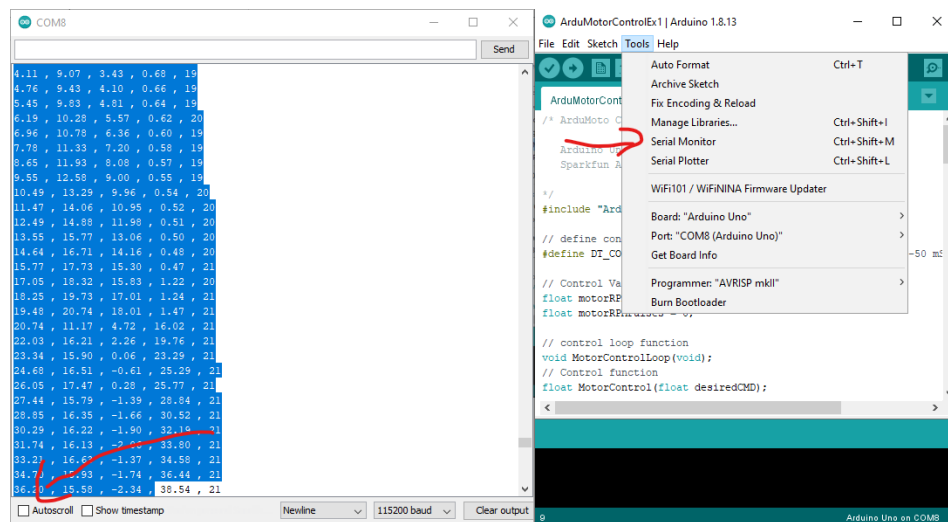 COM8
Send
4.11 , 9.07 , 3.43 , 0.68 , 19
4.76 , 9.43 , 4.10 , 0.66 , 19
5.45 , 9.83 , 4.81 , 0.64 , 19
6.19 , 10.28 , 5.57 , 0.62 , 20
6.96 , 10.78 , 6.36 , 0.60 , 19
7.78 , 11.33 , 7.20 , 0.58 , 19
8.65 , 11.93 , 8.08 , 0.57 , 19
9.55 , 12.58 , 9.00 , 0.55 , 19
10.49 , 13.29 , 9.96 , 0.54 , 20
11.47 , 14.06 , 10.95 , 0.52 , 20
12.49 , 14.88 , 11.98 , 0.51 , 20
13.55 , 15.77 , 13.06 , 0.50 , 20
14.64 , 16.71 , 14.16 , 0.48 , 20
15.77 , 17.73 , 15.30 , 0.47 , 21
17.05 , 18.32 , 15.83 , 1.22 , 20
18.25 , 19.73 , 17.01 , 1.24 , 21
19.48 , 20.74 , 18.01 , 1.47 , 21
20.74 , 11.17 , 4.72 , 16.02 , 21
22.03 , 16.21 , 2.26 , 19.76 , 21
23.34 , 15.90 , 0.06 , 23.29 , 21
24.68 , 16.51 , -0.61 , 25.29 , 21
26.05 , 17.47 , 0.28 , 25.77 , 21
27.44 , 15.79 , -1.39 , 28.84 , 21
28.85 , 16.35 , -1.66 , 30.52 , 21
30.29 , 16.22 , -1.90 , 32.19 , 21
31.74 , 16.13 , 33.80 , 21
33.21 , -1.37 , 34.58 , 21
-1.74 , 36.44 , 21
15.58 , -2.34 , 38.54 , 21
Autoscroll Show timestamp Newline 115200 baud Clear output
ArduMotorControlEx1 | Arduino 1.8.13
File Edit Sketch Tools Help
ArduMotorCont
/* ArduMoto C
Arduino
Sparkfun A
*/
#include "Ard
// define con
#define DT_CO -50 mS
// Control Va
float motorRP
float
// control loop function
void MotorControlLoop(void);
// Control function
float MotorControl(float desiredCMD);
Auto Format Ctrl+T
Archive Sketch
Fix Encoding & Reload
Manage Libraries... Ctrl+Shift+I
Serial Monitor Ctrl+Shift+M
Serial Plotter Ctrl+Shift+L
WiFi101 / WiFiNINA Firmware Updater
Board: "Arduino Uno"
Port: "COM8 (Arduino Uno)"
Get Board Info
Programmer: "AVRISP mkII"
Burn Bootloader
9 Arduino Uno on COM8